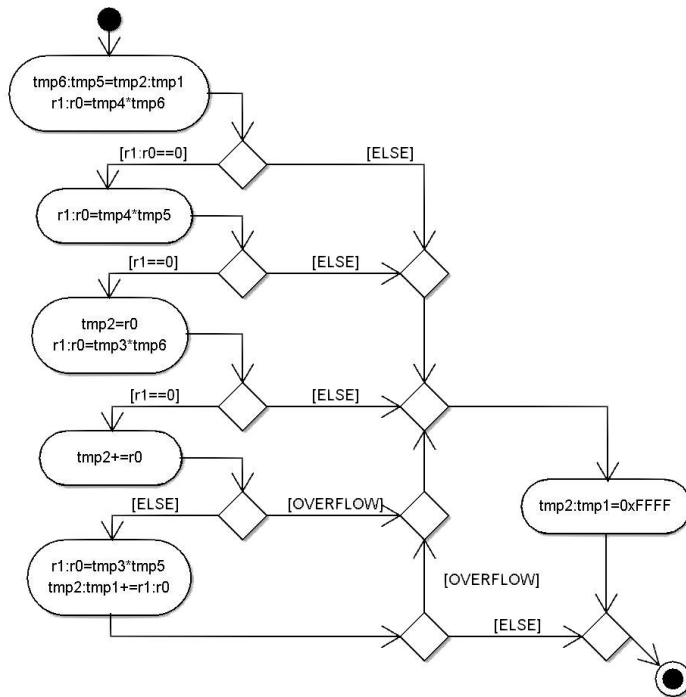 tmp6:tmp5=tmp2:tmp1
r1:r0=tmp4*tmp6
[r1:r0==0]
[ELSE]
r1:r0=tmp4*tmp5
[r1==0]
[ELSE]
tmp2=r0
r1:r0=tmp3*tmp6
[r1==0]
[ELSE]
tmp2+=r0
[ELSE]
[OVERFLOW]
tmp2:tmp1=0xFFFF
r1:r0=tmp3*tmp5
tmp2:tmp1+=r1:r0
[OVERFLOW]
[ELSE]